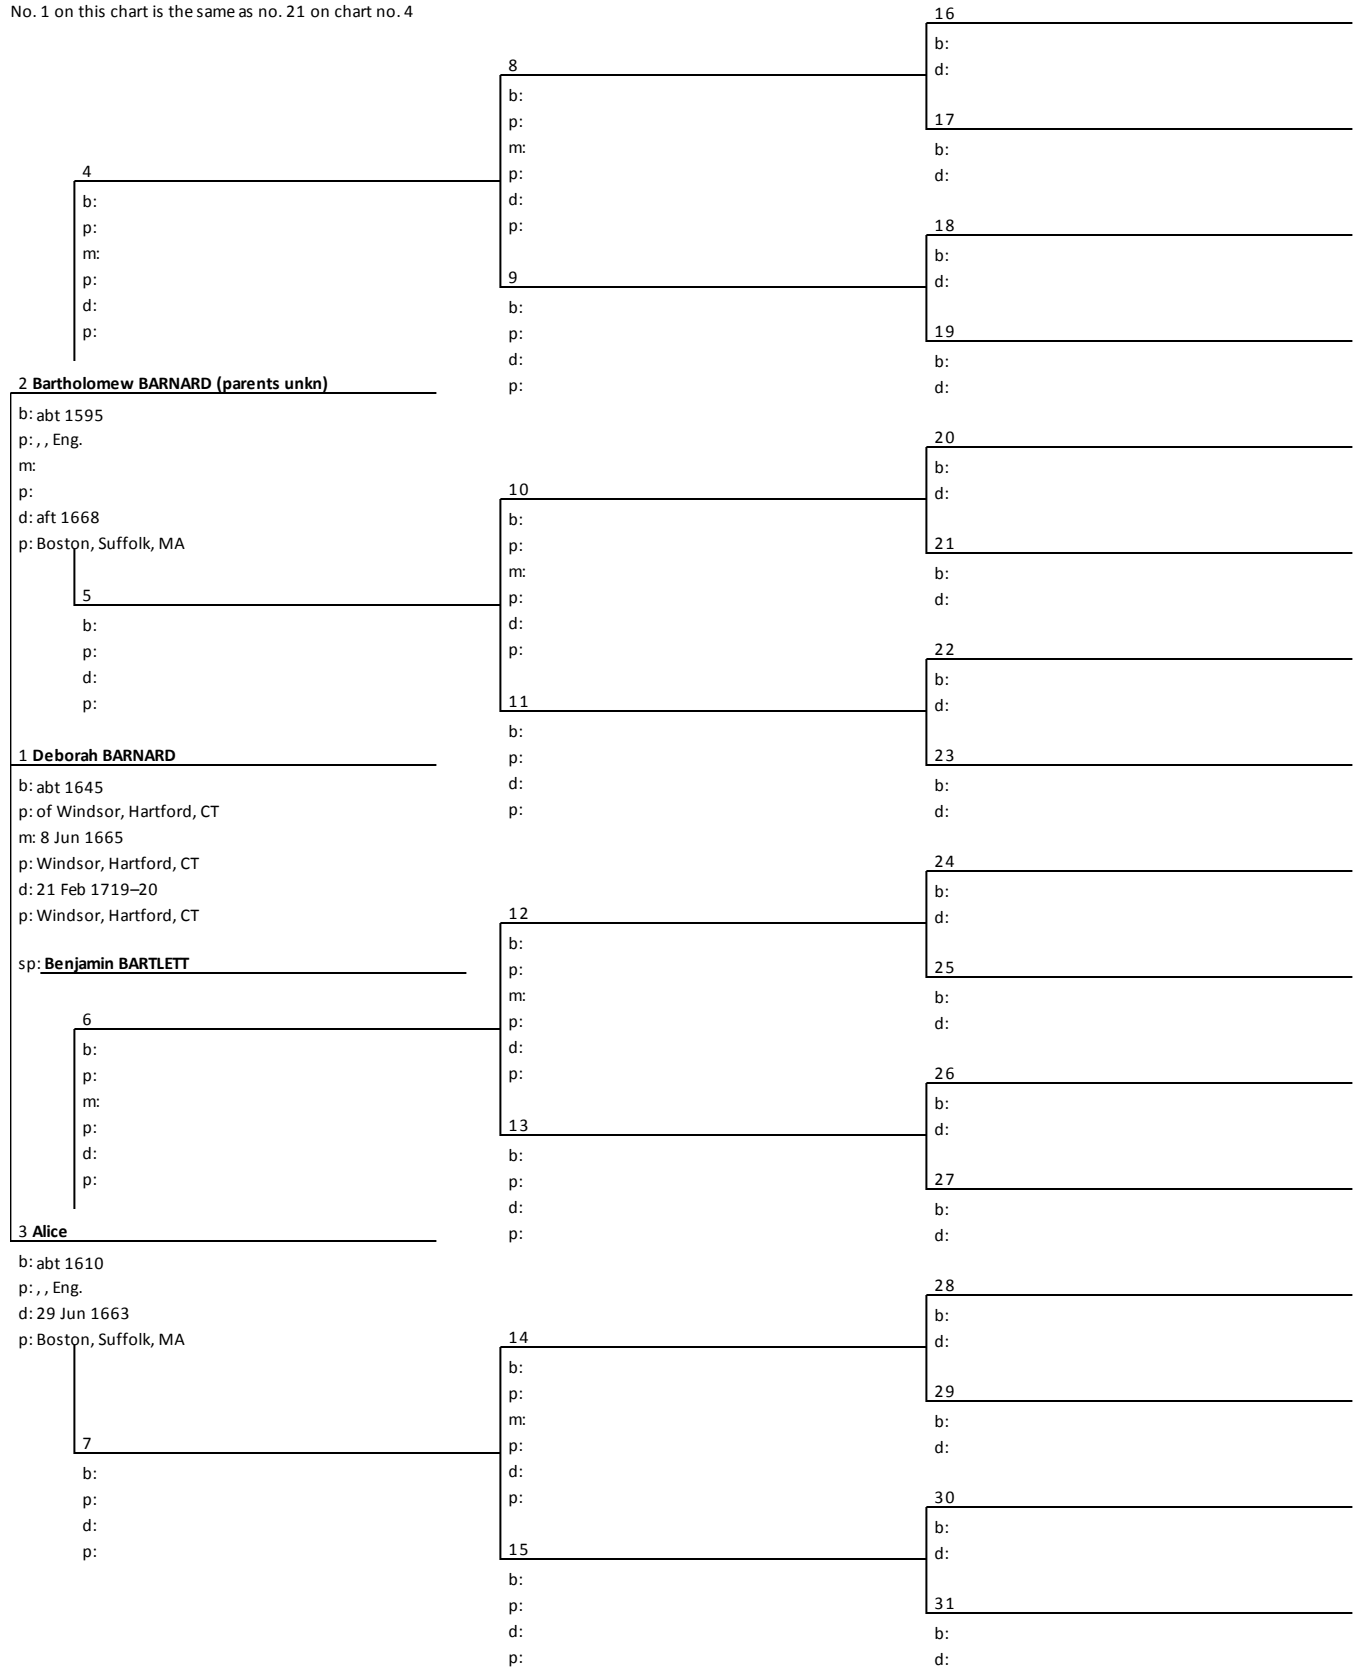 No. 1 on this chart is the same as no. 21 on chart no. 4
2 Bartholomew BARNARD (parents unkn)
b: abt 1595
p: , , Eng.
m:
p:
d: aft 1668
p: Boston, Suffolk, MA
1 Deborah BARNARD
b: abt 1645
p: of Windsor, Hartford, CT
m: 8 Jun 1665
p: Windsor, Hartford, CT
d: 21 Feb 1719–20
p: Windsor, Hartford, CT
sp: Benjamin BARTLETT
3 Alice
b: abt 1610
p: , , Eng.
d: 29 Jun 1663
p: Boston, Suffolk, MA
4
b:
p:
m:
p:
d:
p:
5
b:
p:
d:
p:
6
b:
p:
m:
p:
d:
p:
7
b:
p:
d:
p:
8
b:
p:
m:
p:
d:
p:
9
b:
p:
d:
p:
10
b:
p:
m:
p:
d:
p:
11
b:
p:
d:
p:
12
b:
p:
m:
p:
d:
p:
13
b:
p:
d:
p:
14
b:
p:
m:
p:
d:
p:
15
b:
p:
d:
p:
16
b:
d:
17
b:
d:
18
b:
d:
19
b:
d:
20
b:
d:
21
b:
d:
22
b:
d:
23
b:
d:
24
b:
d:
25
b:
d:
26
b:
d:
27
b:
d:
28
b:
d:
29
b:
d:
30
b:
d:
31
b:
d: